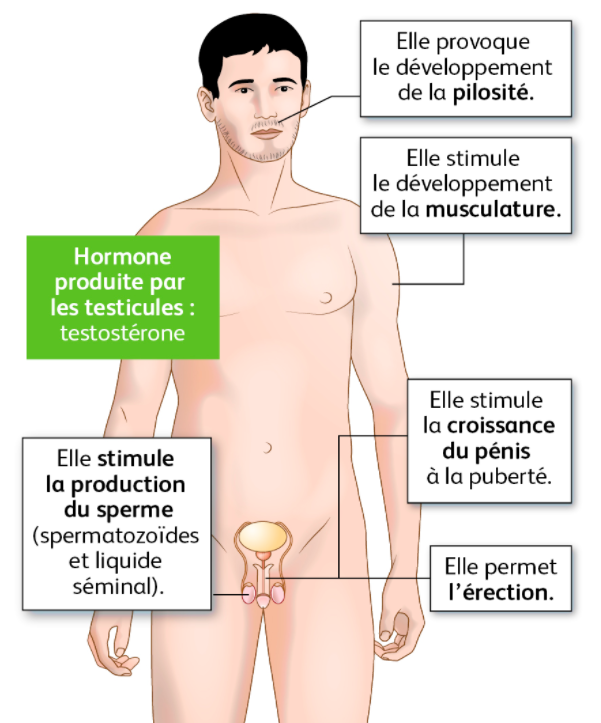 Elle provoque
le développement
de la pilosité.
Elle stimule
le développement
de la musculature.
Hormone
produite par
les testicules :
testostérone
Elle stimule
la croissance
du pénis
à la puberté.
Elle stimule
la production
du sperme
(spermatozoïdes
et liquide
séminal).
Elle permet
l’érection.